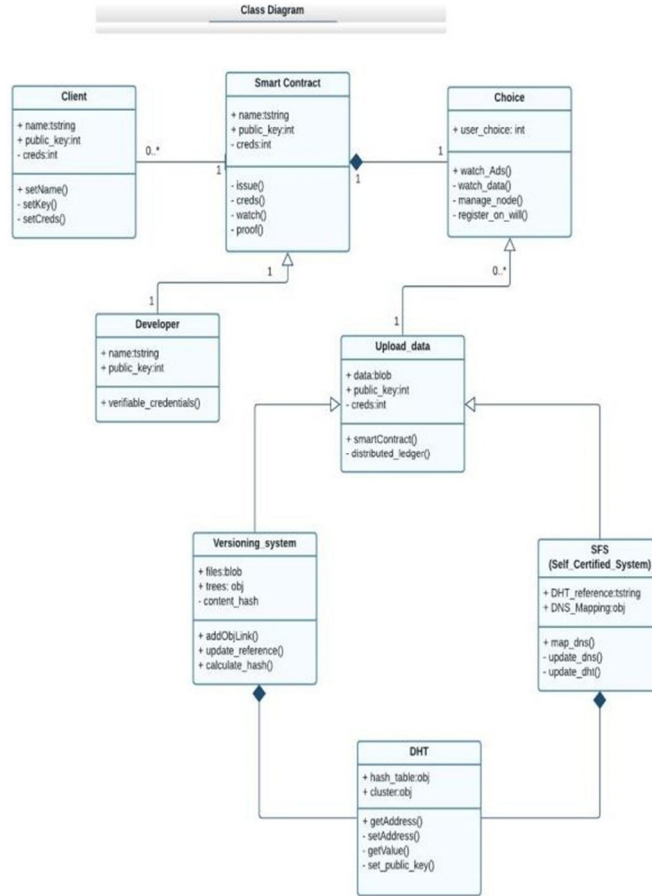 Class Diagram
Client
+ name:tstring
+ public_key:int
- creds:int
+ setName()
- setKey()
- setCreds()
0..*
1
Smart Contract
+ name:tstring
+ public_key:int
- creds:int
- issue()
- creds()
- watch()
- proof()
1
1
Choice
+ user_choice: int
+ watch_Ads()
- watch_data()
- manage_node()
- register_on_will()
1
1
Developer
+ name:tstring
+ public_key:int
+ verifiable_credentials()
0..*
1
Upload_data
+ data:blob
+ public_key:int
- creds:int
+ smartContract()
- distributed_ledger()
Versioning_system
+ files:blob
+ trees: obj
- content_hash
+ addObjLink()
+ update_reference()
+ calculate_hash()
SFS
(Self_Certified_System)
+ DHT_reference:tstring
+ DNS_Mapping:obj
+ map_dns()
- update_dns()
- update_dht()
DHT
+ hash_table:obj
+ cluster:obj
+ getAddress()
- setAddress()
- getValue()
- set_public_key()